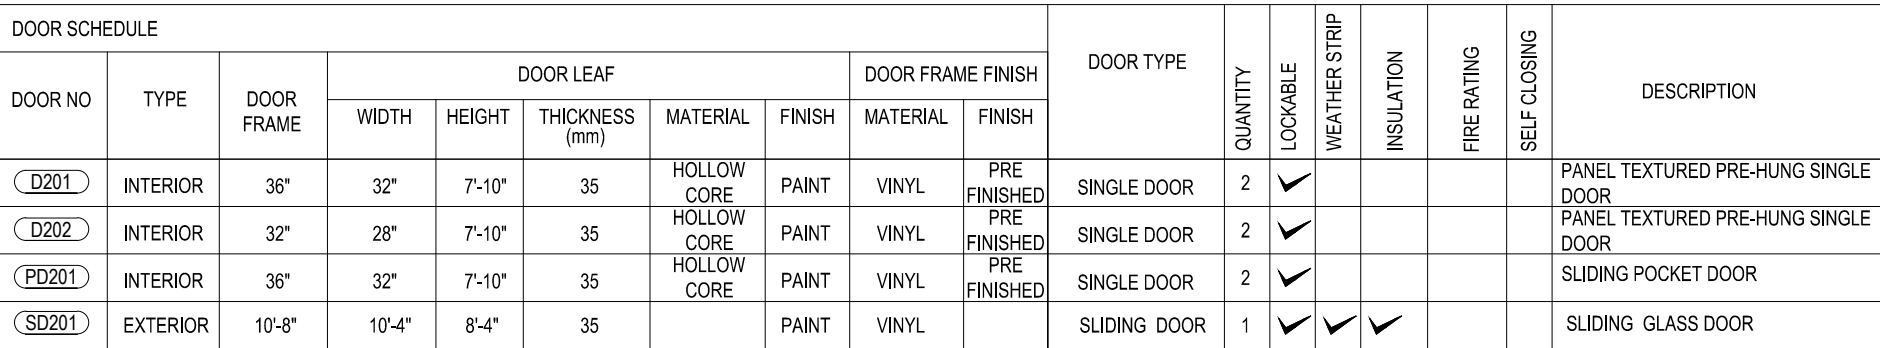 DOOR SCHEDULE
DOOR NO
TYPE
DOOR
FRAME
DOOR LEAF
WIDTH
HEIGHT
THICKNESS
(mm)
MATERIAL
FINISH
DOOR FRAME FINISH
MATERIAL
FINISH
DOOR TYPE
QUANTITY
LOCKABLE
WEATHER STRIP
INSULATION
FIRE RATING
SELF CLOSING
DESCRIPTION
D201
INTERIOR
36"
32"
7'-10"
35
HOLLOW
CORE
PAINT
VINYL
PRE
FINISHED
SINGLE DOOR
2
PANEL TEXTURED PRE-HUNG SINGLE
DOOR
D202
INTERIOR
32"
28"
7'-10"
35
HOLLOW
CORE
PAINT
VINYL
PRE
FINISHED
SINGLE DOOR
2
PANEL TEXTURED PRE-HUNG SINGLE
DOOR
PD201
INTERIOR
36"
32"
7'-10"
35
HOLLOW
CORE
PAINT
VINYL
PRE
FINISHED
SINGLE DOOR
2
SLIDING POCKET DOOR
SD201
EXTERIOR
10'-8"
10'-4"
8'-4"
35
PAINT
VINYL
SLIDING DOOR
1
SLIDING GLASS DOOR